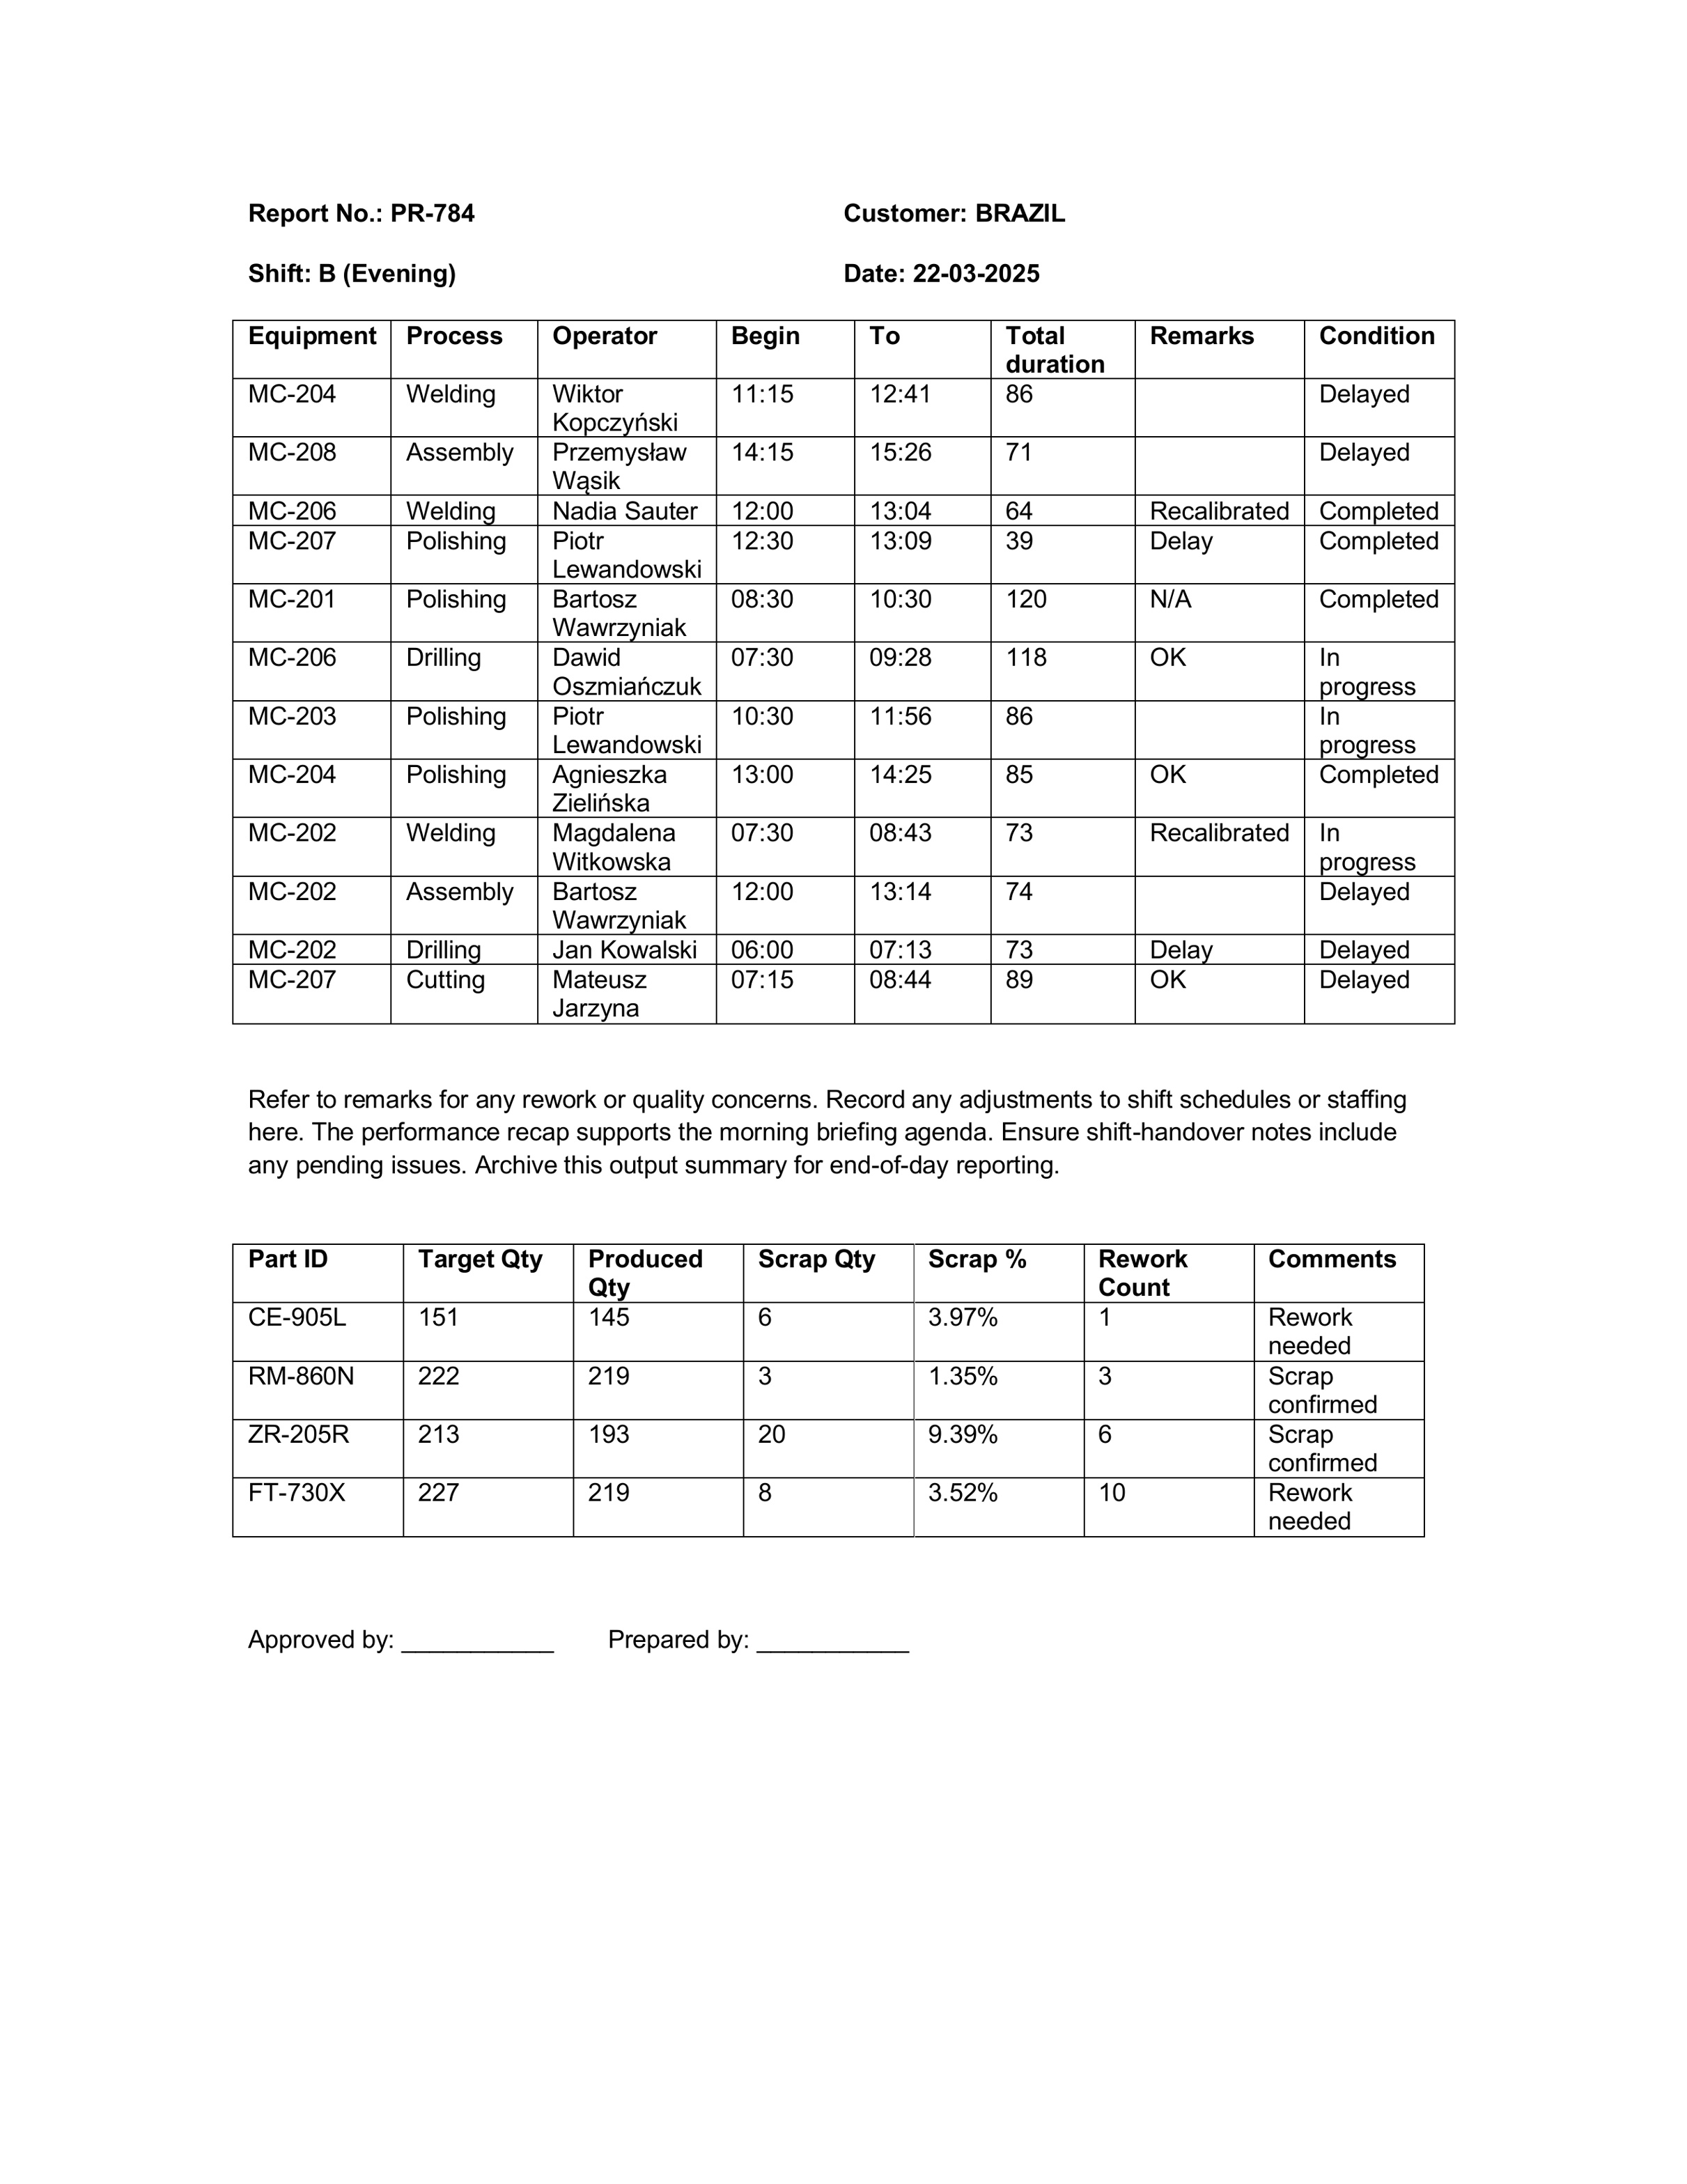 Report No.: PR-784 Customer: BRAZIL
Shift: B (Evening) Date: 22-03-2025
Equipment Process Operator Begin To Total duration Remarks Condition
MC-204 Welding Wiktor Kopczyński 11:15 12:41 86 Delayed
MC-208 Assembly Przemysław Wąsik 14:15 15:26 71 Delayed
MC-206 Welding Nadia Sauter 12:00 13:04 64 Recalibrated Completed
MC-207 Polishing Piotr Lewandowski 12:30 13:09 39 Delay Completed
MC-201 Polishing Bartosz Wawrzyniak 08:30 10:30 120 N/A Completed
MC-206 Drilling Dawid Oszmiańczuk 07:30 09:28 118 OK In progress
MC-203 Polishing Piotr Lewandowski 10:30 11:56 86 In progress
MC-204 Polishing Agnieszka Zielińska 13:00 14:25 85 OK Completed
MC-202 Welding Magdalena Witkowska 07:30 08:43 73 Recalibrated In progress
MC-202 Assembly Bartosz Wawrzyniak 12:00 13:14 74 Delayed
MC-202 Drilling Jan Kowalski 06:00 07:13 73 Delay Delayed
MC-207 Cutting Mateusz Jarzyna 07:15 08:44 89 OK Delayed
Refer to remarks for any rework or quality concerns. Record any adjustments to shift schedules or staffing
here. The performance recap supports the morning briefing agenda. Ensure shift-handover notes include
any pending issues. Archive this output summary for end-of-day reporting.
Part ID Target Qty Produced Qty Scrap Qty Scrap % Rework Count Comments
CE-905L 151 145 6 3.97% 1 Rework needed
RM-860N 222 219 3 1.35% 3 Scrap confirmed
ZR-205R 213 193 20 9.39% 6 Scrap confirmed
FT-730X 227 219 8 3.52% 10 Rework needed
Approved by: ___________ Prepared by: ___________